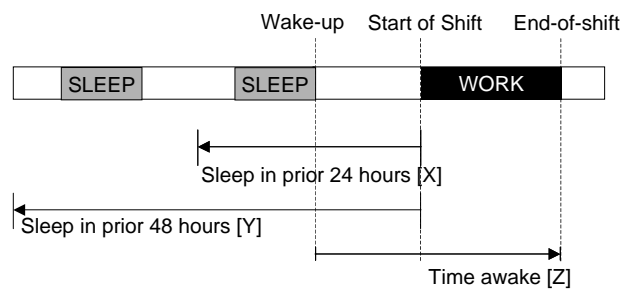 Wake-up Start of Shift End-of-shift
SLEEP SLEEP WORK
Sleep in prior 24 hours [X]
Sleep in prior 48 hours [Y]
Time awake [Z]